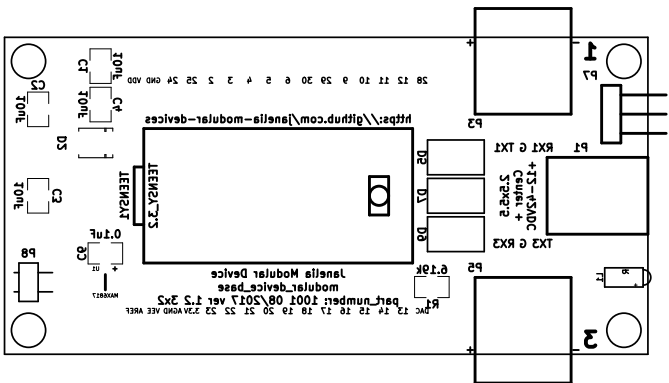 1
P7
C1
10uF
C2
10uF
C4
10uF
28 12 11 10 9 29 30 6 5 4 3 2 25 24 GND VDD
P3
https://github.com/janelia-modular-devices
D2
RX1 G TX1
P1
D5
D7
D9
+12-42VDC
Center +
2.5x5.5
TEENSY_3.2
TEENSY1
C3
10uF
TX3 G RX3
0.1uF
C9
U1
+
MAX6817
P8
Janelia Modular Device
modular_device_base
part_number: 1001 08/2017 ver 1.2 2x3
DAC 13 14 15 16 17 18 19 20 21 22 23 3.3V AGND VEE AREF
6.19k
R1
P5
L1
R
3